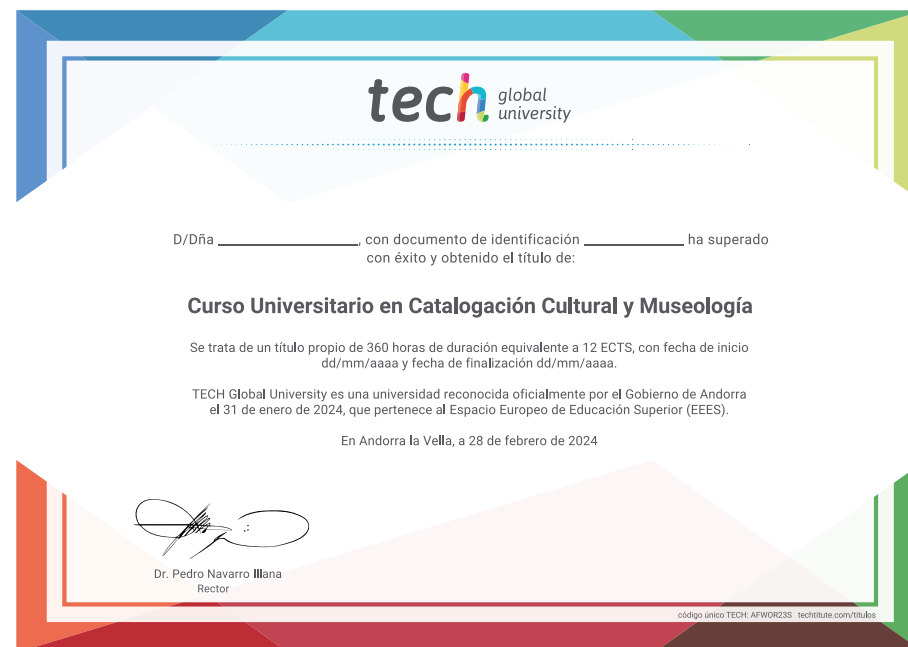 tech global university
D/Dña ____________, con documento de identificación ____________ ha superado
con éxito y obtenido el título de:
Curso Universitario en Catalogación Cultural y Museología
Se trata de un título propio de 360 horas de duración equivalente a 12 ECTS, con fecha de inicio
dd/mm/aaaa y fecha de finalización dd/mm/aaaa.
TECH Global University es una universidad reconocida oficialmente por el Gobierno de Andorra
el 31 de enero de 2024, que pertenece al Espacio Europeo de Educación Superior (EEES).
En Andorra la Vella, a 28 de febrero de 2024
Dr. Pedro Navarro Illana
Rector
código único TECH: AFWOR23S techtitute.com/titulos